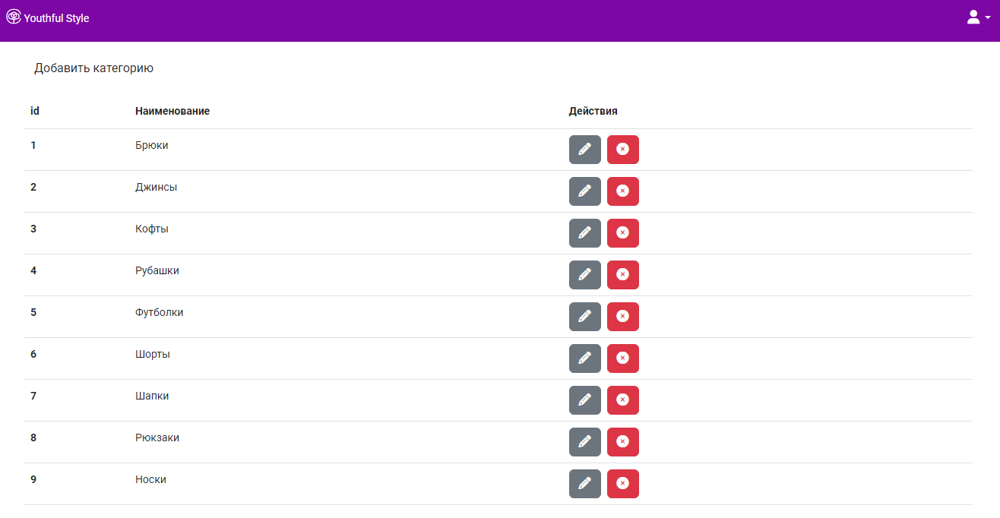 Youthful Style
Добавить категорию
id Наименование Действия
1 Брюки
2 Джинсы
3 Кофты
4 Рубашки
5 Футболки
6 Шорты
7 Шапки
8 Рюкзаки
9 Носки